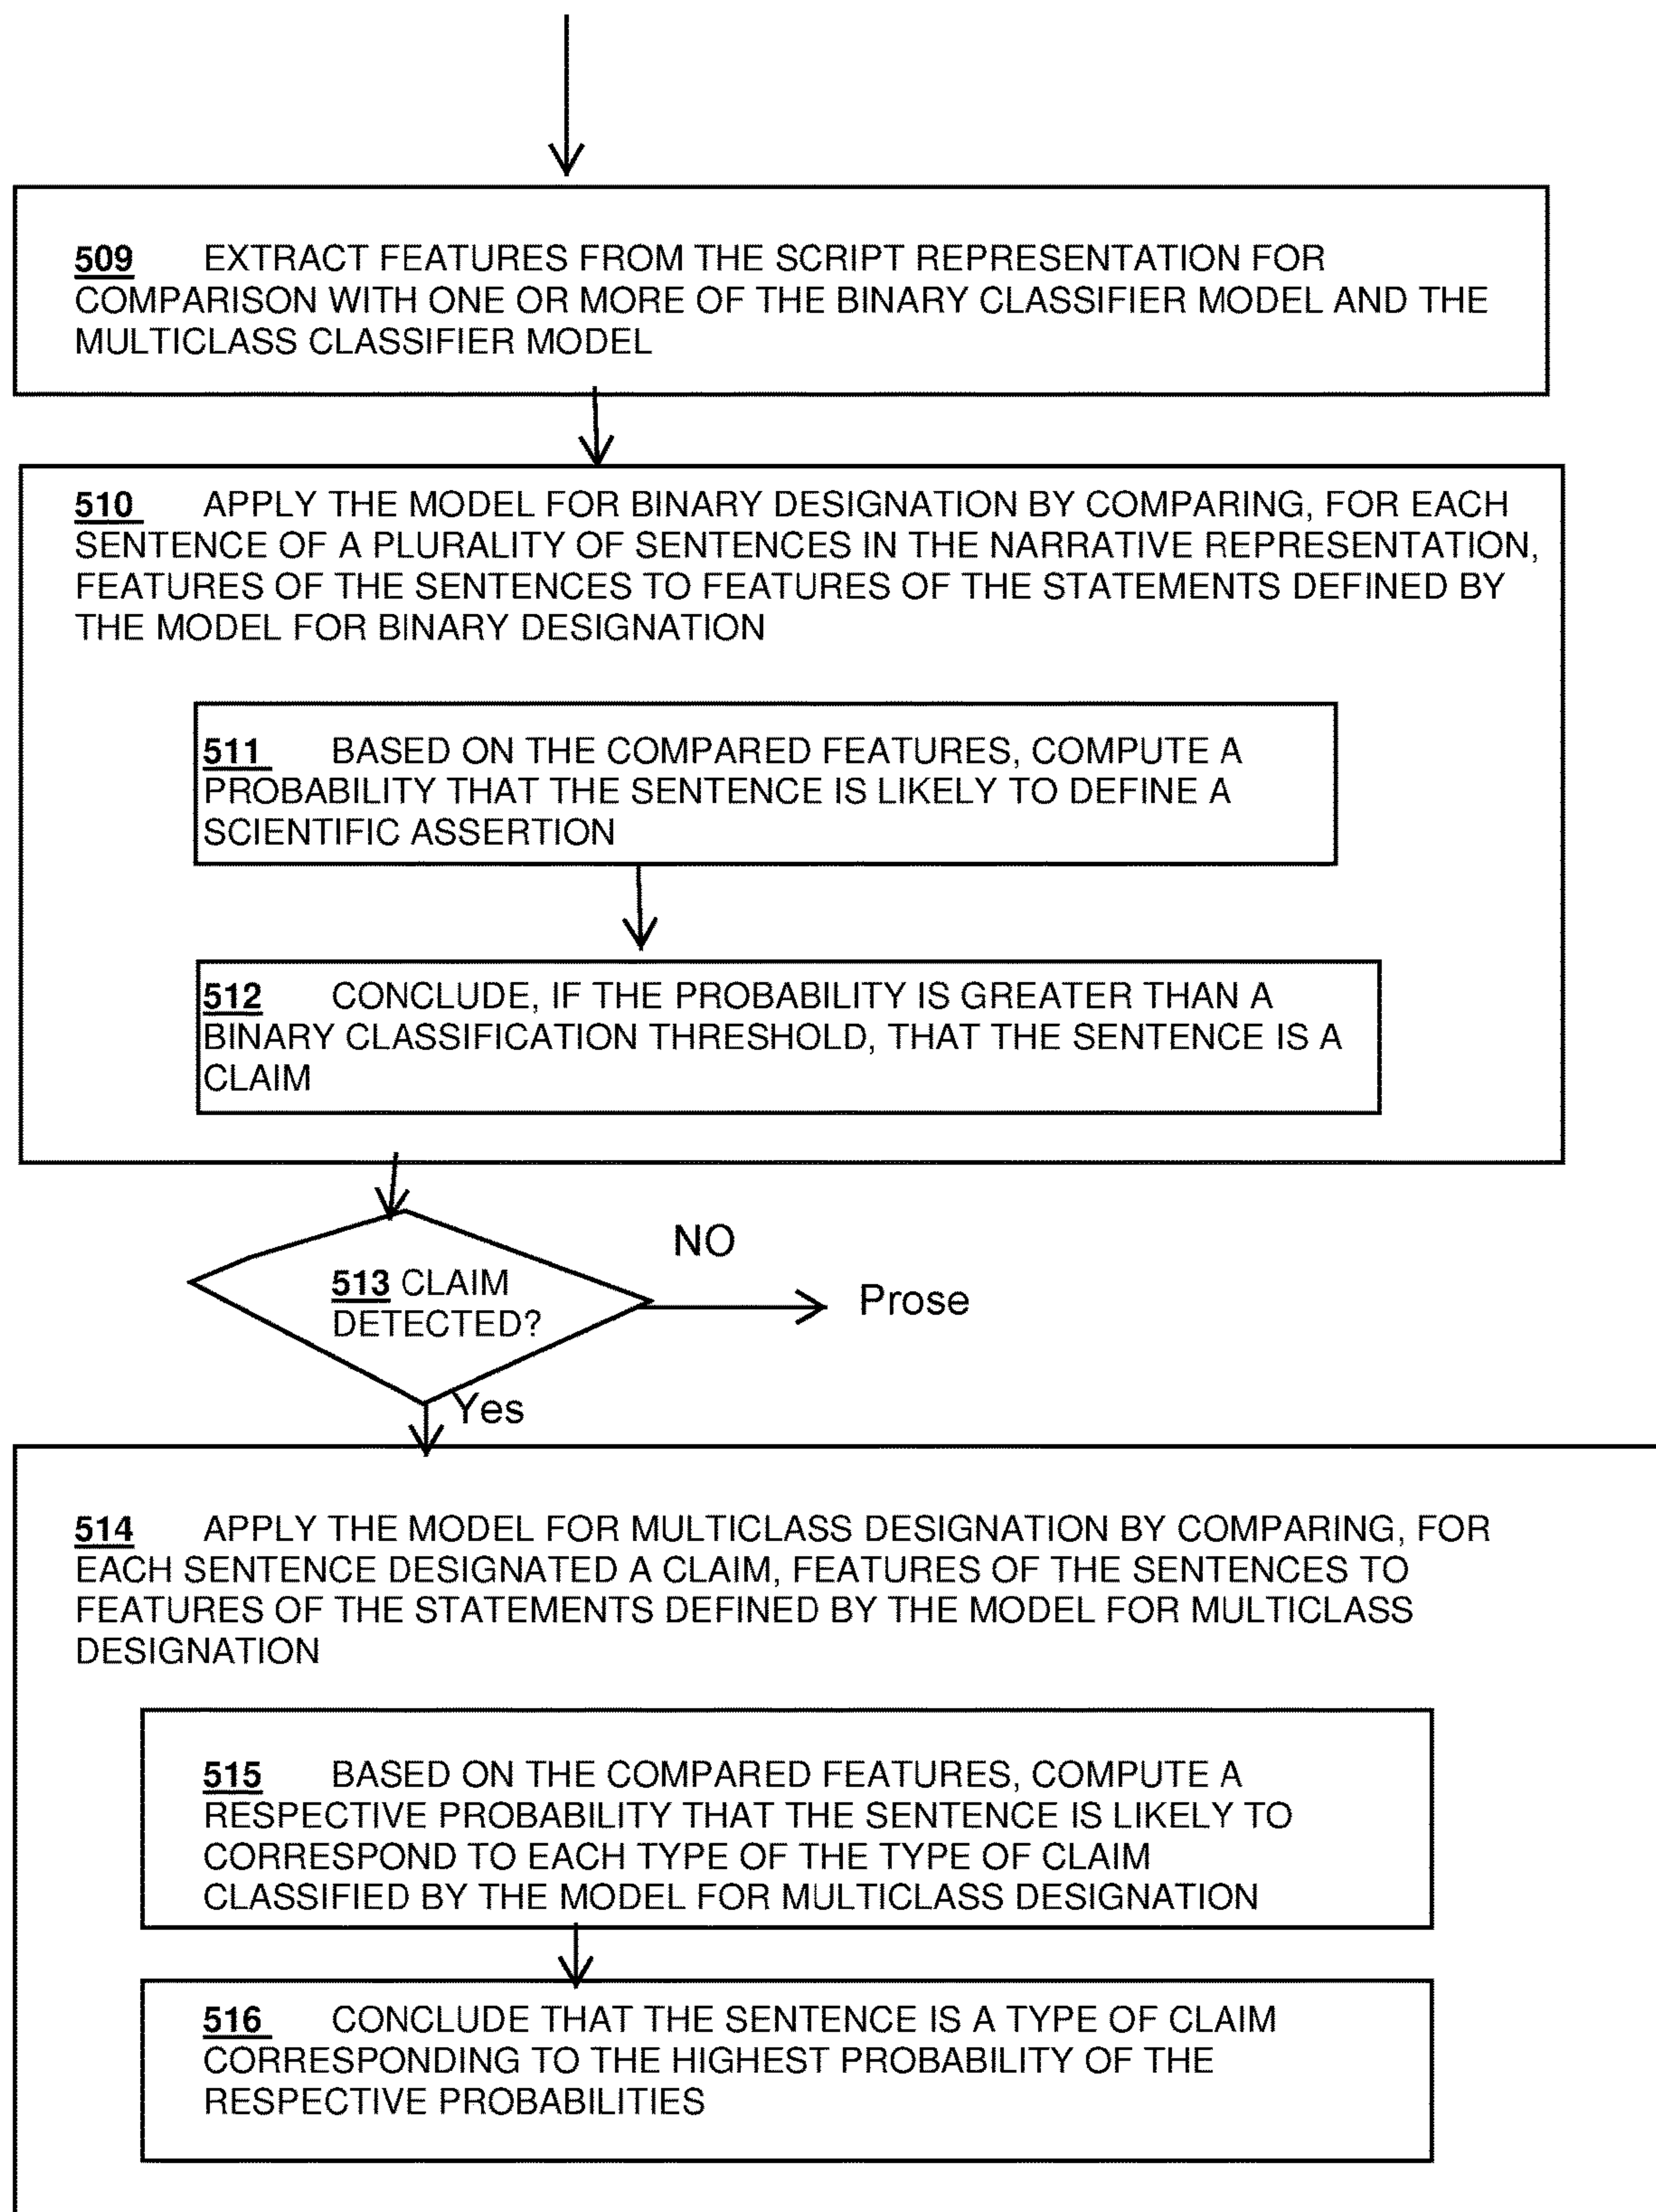 509 EXTRACT FEATURES FROM THE SCRIPT REPRESENTATION FOR
COMPARISON WITH ONE OR MORE OF THE BINARY CLASSIFIER MODEL AND THE
MULTICLASS CLASSIFIER MODEL
510 APPLY THE MODEL FOR BINARY DESIGNATION BY COMPARING, FOR EACH
SENTENCE OF A PLURALITY OF SENTENCES IN THE NARRATIVE REPRESENTATION,
FEATURES OF THE SENTENCES TO FEATURES OF THE STATEMENTS DEFINED BY
THE MODEL FOR BINARY DESIGNATION
511 BASED ON THE COMPARED FEATURES, COMPUTE A
PROBABILITY THAT THE SENTENCE IS LIKELY TO DEFINE A
SCIENTIFIC ASSERTION
512 CONCLUDE, IF THE PROBABILITY IS GREATER THAN A
BINARY CLASSIFICATION THRESHOLD, THAT THE SENTENCE IS A
CLAIM
NO
513 CLAIM
DETECTED?
Prose
Yes
514 APPLY THE MODEL FOR MULTICLASS DESIGNATION BY COMPARING, FOR
EACH SENTENCE DESIGNATED A CLAIM, FEATURES OF THE SENTENCES TO
FEATURES OF THE STATEMENTS DEFINED BY THE MODEL FOR MULTICLASS
DESIGNATION
515 BASED ON THE COMPARED FEATURES, COMPUTE A
RESPECTIVE PROBABILITY THAT THE SENTENCE IS LIKELY TO
CORRESPOND TO EACH TYPE OF THE TYPE OF CLAIM
CLASSIFIED BY THE MODEL FOR MULTICLASS DESIGNATION
516 CONCLUDE THAT THE SENTENCE IS A TYPE OF CLAIM
CORRESPONDING TO THE HIGHEST PROBABILITY OF THE
RESPECTIVE PROBABILITIES